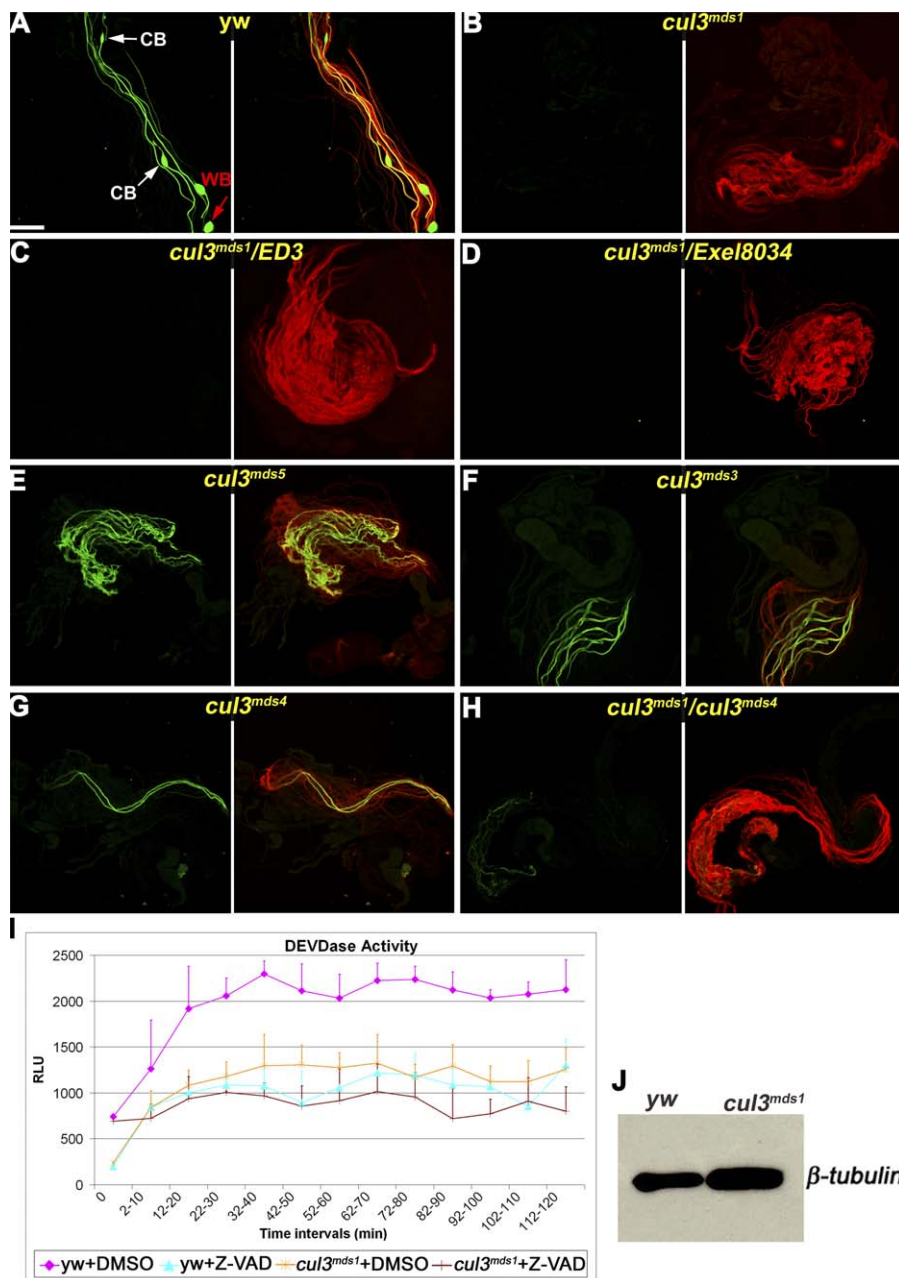 A
yw
CB
CB
WB
B
cul3mds1
C
cul3mds1/ED3
D
cul3mds1/Exel8034
E
cul3mds5
F
cul3mds3
G
cul3mds4
H
cul3mds1/cul3mds4
I
DEVDase Activity
2500
2000
1500
1000
500
0
RLU
0
2-10
12-20
22-30
32-40
42-50
52-60
62-70
72-80
82-90
92-100
102-110
112-120
Time intervals (min)
yw+DMSO yw+Z-VAD cul3mds1+DMSO cul3mds1+Z-VAD
J
yw cul3mds1
β-tubulin